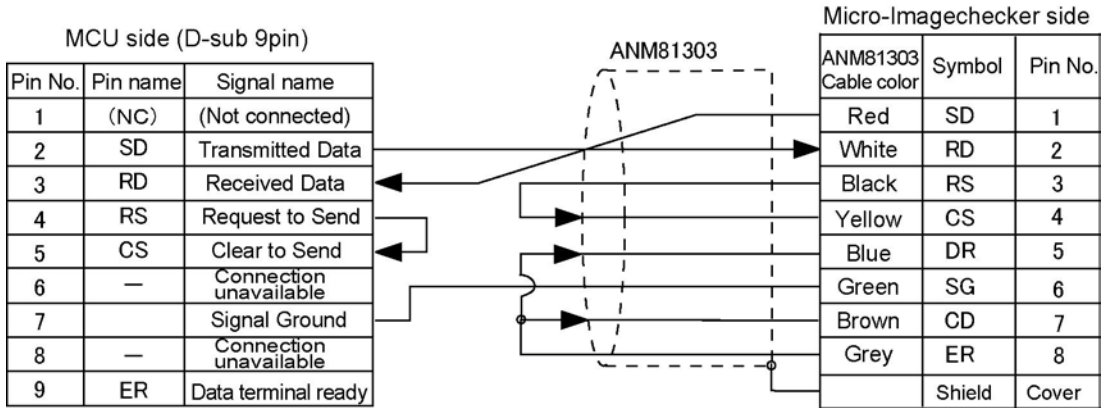 Micro-Imagechecker side
MCU side (D-sub 9pin)
ANM81303
Pin No. Pin name Signal name
1 (NC) (Not connected)
2 SD Transmitted Data
3 RD Received Data
4 RS Request to Send
5 CS Clear to Send
6 — Connection unavailable
7 Signal Ground
8 — Connection unavailable
9 ER Data terminal ready
ANM81303 Cable color Symbol Pin No.
Red SD 1
White RD 2
Black RS 3
Yellow CS 4
Blue DR 5
Green SG 6
Brown CD 7
Grey ER 8
Shield Cover